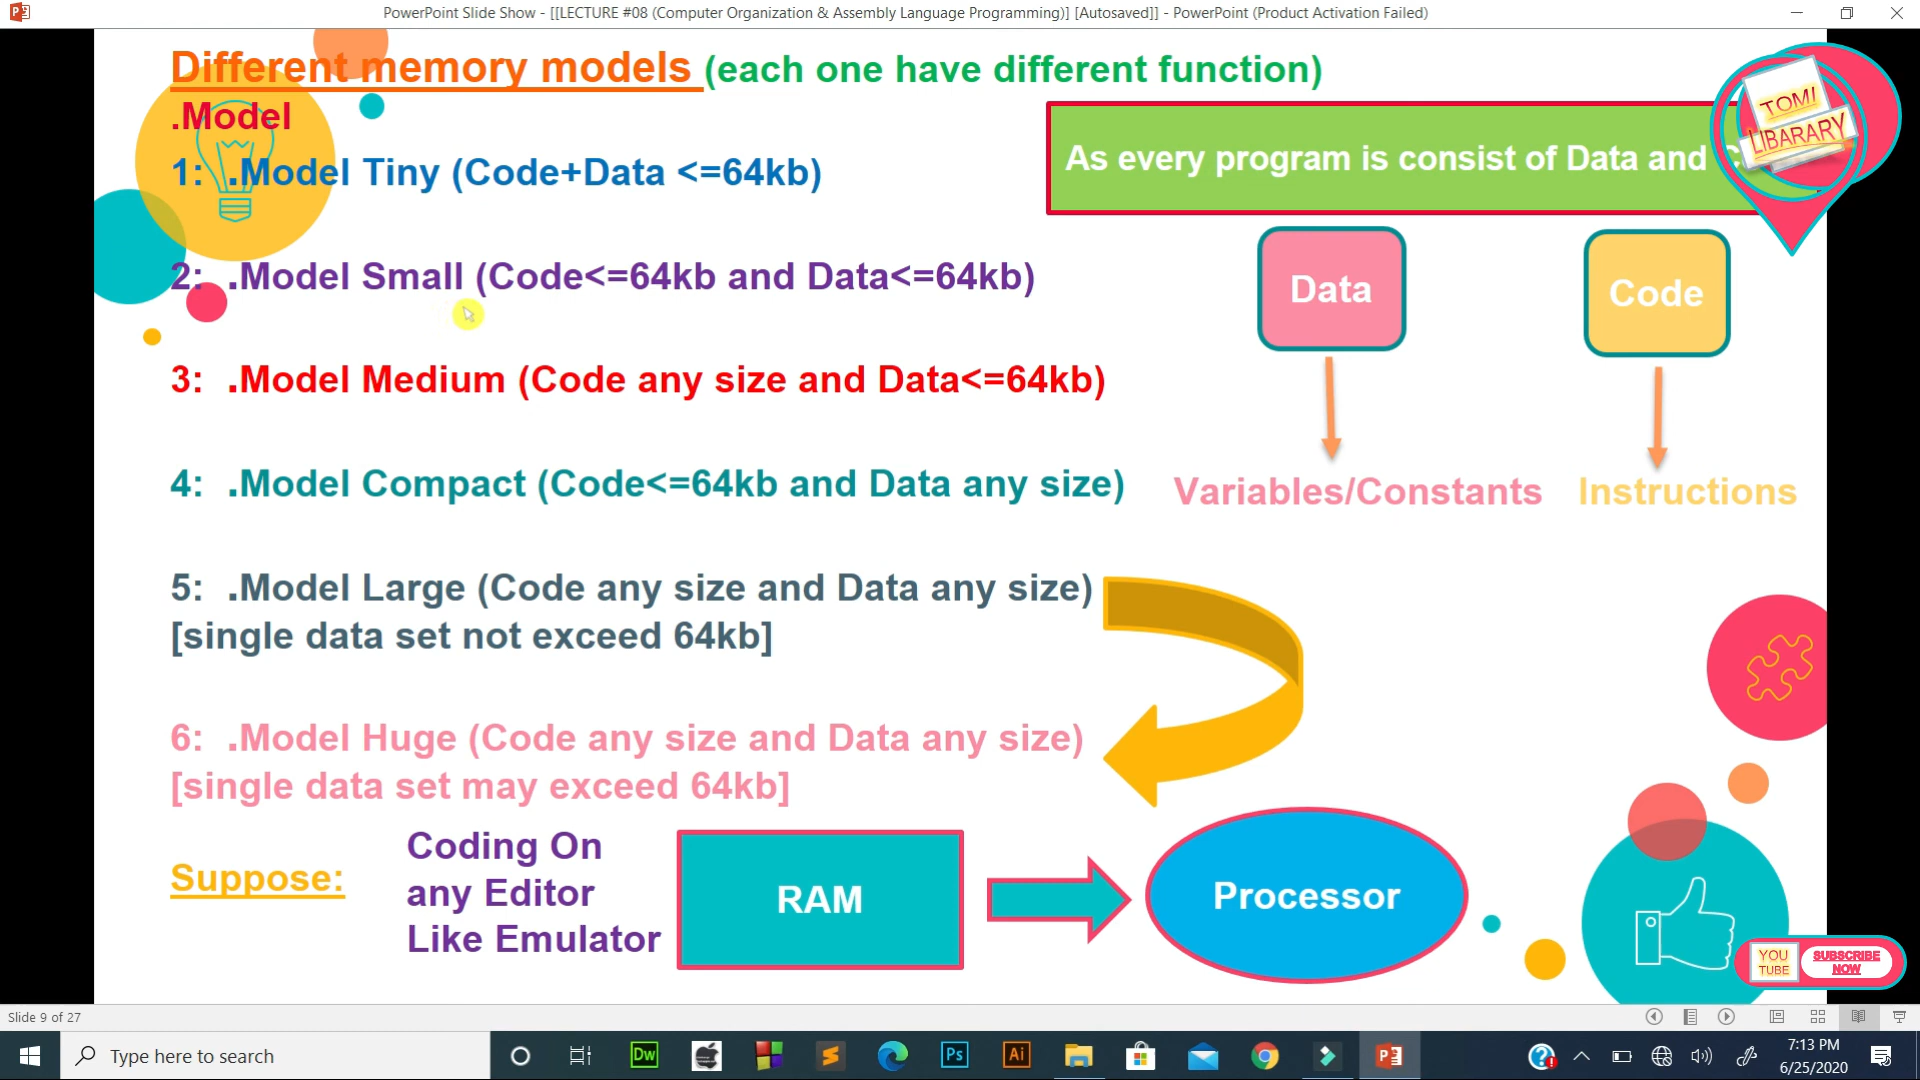 PowerPoint Slide Show - [[LECTURE #08 (Computer Organization & Assembly Language Programming)] [Autosaved]] - PowerPoint (Product Activation Failed)
Different memory models (each one have different function)
.Model
1: .Model Tiny (Code+Data <=64kb)
As every program is consist of Data and
TOMI
LIBARARY
2: .Model Small (Code<=64kb and Data<=64kb)
Data
Code
3: .Model Medium (Code any size and Data<=64kb)
4: .Model Compact (Code<=64kb and Data any size)
Variables/Constants
Instructions
5: .Model Large (Code any size and Data any size)
[single data set not exceed 64kb]
6: .Model Huge (Code any size and Data any size)
[single data set may exceed 64kb]
Suppose:
Coding On
any Editor
Like Emulator
RAM
Processor
YOU
TUBE
SUBSCRIBE
NOW
Slide 9 of 27
Type here to search
Dw
Ps
Ai
7:13 PM
6/25/2020